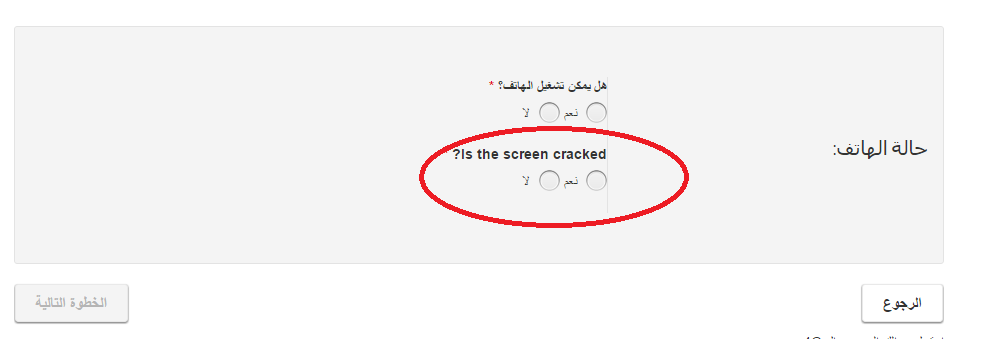 هل يمكن تشغيل الهاتف؟ *
نعم لا
حالة الهاتف:
?Is the screen cracked
نعم لا
الرجوع
الخطوة التالية